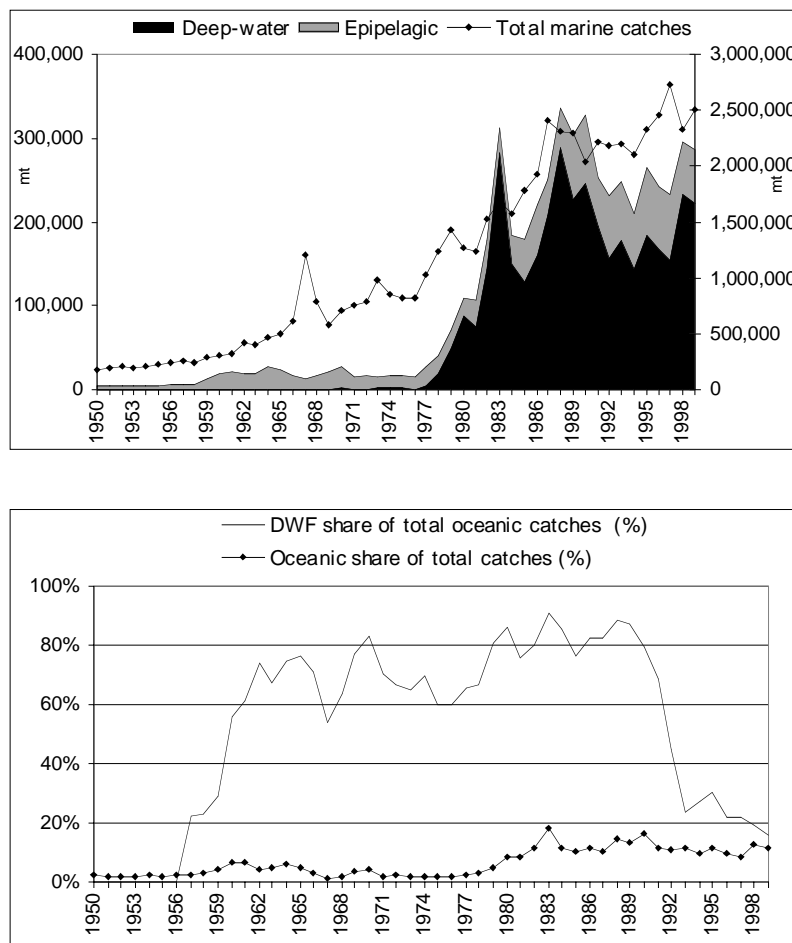 Deep-water Epipelagic Total marine catches
400,000 3,000,000
2,500,000
300,000
2,000,000
mt mt
200,000 1,500,000
1,000,000
100,000
500,000
0 0
1950 1953 1956 1959 1962 1965 1968 1971 1974 1977 1980 1983 1986 1989 1992 1995 1998
DWF share of total oceanic catches (%)
Oceanic share of total catches (%)
100%
80%
60%
40%
20%
0%
1950 1953 1956 1959 1962 1965 1968 1971 1974 1977 1980 1983 1986 1989 1992 1995 1998